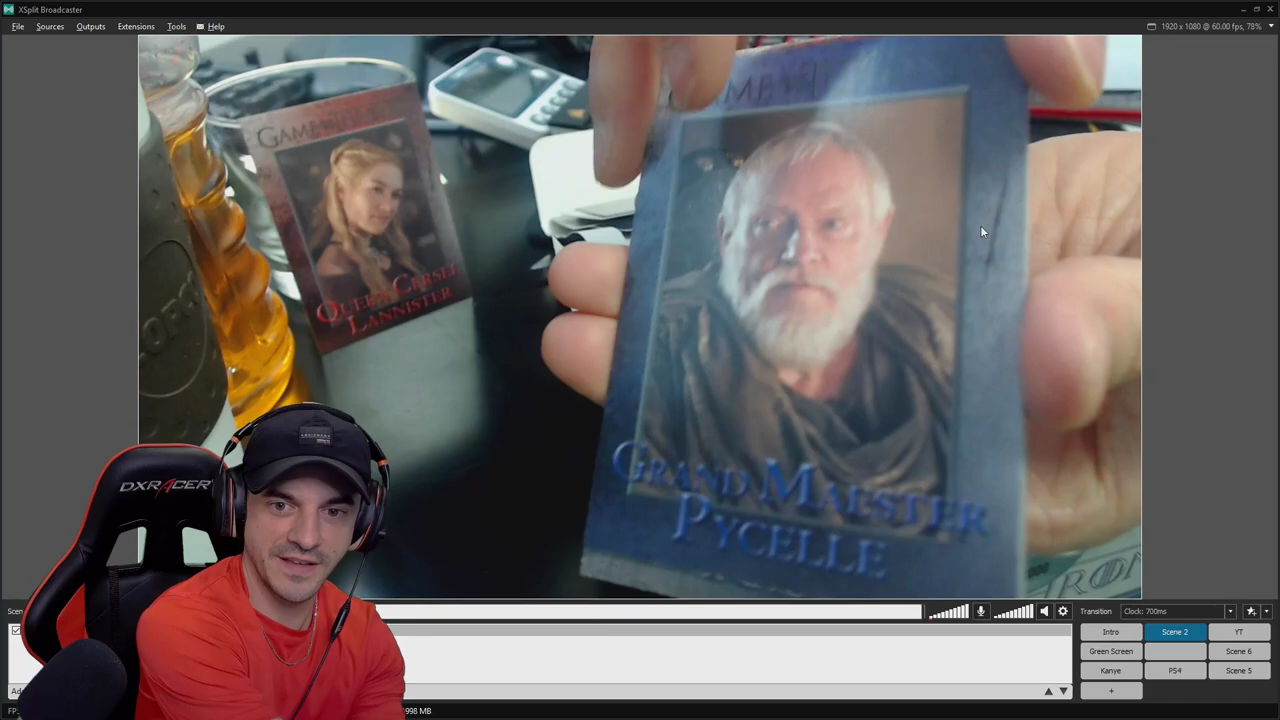 XSplit Broadcaster
File Sources Outputs Extensions Tools Help
1920 x 1080 @ 60.00 fps, 78%
GAME
QUEEN CERSEI
LANNISTER
GRAND MAESTER
PYCELLE
DXRACER
Transition
Clock: 700ms
Intro
Scene 2
YT
Green Screen
Scene 6
Kanye
PS4
Scene 5
+
998 MB